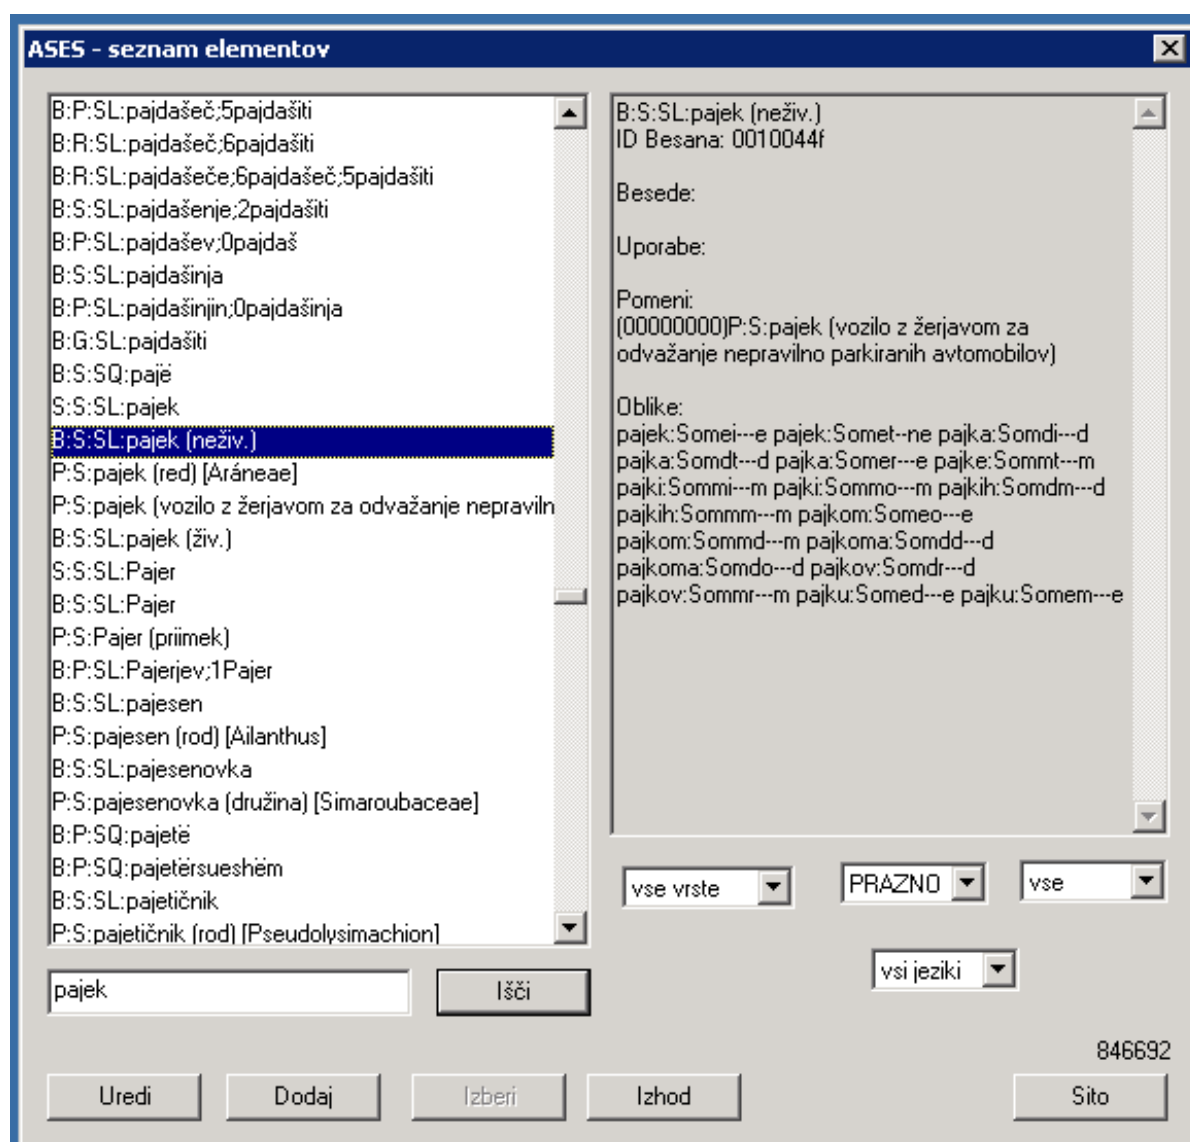 ASES - seznam elementov
B:P:SL:pajdašeč;5pajdašiti
B:R:SL:pajdašeč;6pajdašiti
B:R:SL:pajdašeče;6pajdašeč;5pajdašiti
B:S:SL:pajdašenje;2pajdašiti
B:P:SL:pajdašev;0pajdaš
B:S:SL:pajdašinja
B:P:SL:pajdašinjin;0pajdašinja
B:G:SL:pajdašiti
B:S:SQ:pajë
S:S:SL:pajek
B:S:SL:pajek (neživ.)
P:S:pajek (red) [Aráneae]
P:S:pajek (vozilo z žerjavom za odvažanje nepraviln
B:S:SL:pajek (živ.)
S:S:SL:Pajer
B:S:SL:Pajer
P:S:Pajer (priimek)
B:P:SL:Pajerjev;1Pajer
B:S:SL:pajesen
P:S:pajesen (rod) [Ailanthus]
B:S:SL:pajesenovka
P:S:pajesenovka (družina) [Simaroubaceae]
B:P:SQ:pajetë
B:P:SQ:pajetërsueshëm
B:S:SL:pajetičnik
P:S:pajetičnik (rod) [Pseudolysimachion]
B:S:SL:pajek (neživ.)
ID Besana: 0010044f
Besede:
Uporabe:
Pomeni:
(00000000)P:S:pajek (vozilo z žerjavom za
odvažanje nepravilno parkiranih avtomobilov)
Oblike:
pajek:Somei---e pajek:Somet--ne pajka:Somdi---d
pajka:Somdt---d pajka:Somer---e pajke:Sommt---m
pajki:Sommi---m pajki:Sommo---m pajkih:Somdm---d
pajkih:Sommm---m pajkom:Someo---e
pajkom:Sommd---m pajkoma:Somdd---d
pajkoma:Somdo---d pajkov:Somdr---d
pajkov:Sommr---m pajku:Somed---e pajku:Somem---e
vse vrste PRAZNO vse
vsi jeziki
pajek Išči
846692
Uredi Dodaj Izberi Izhod Sito